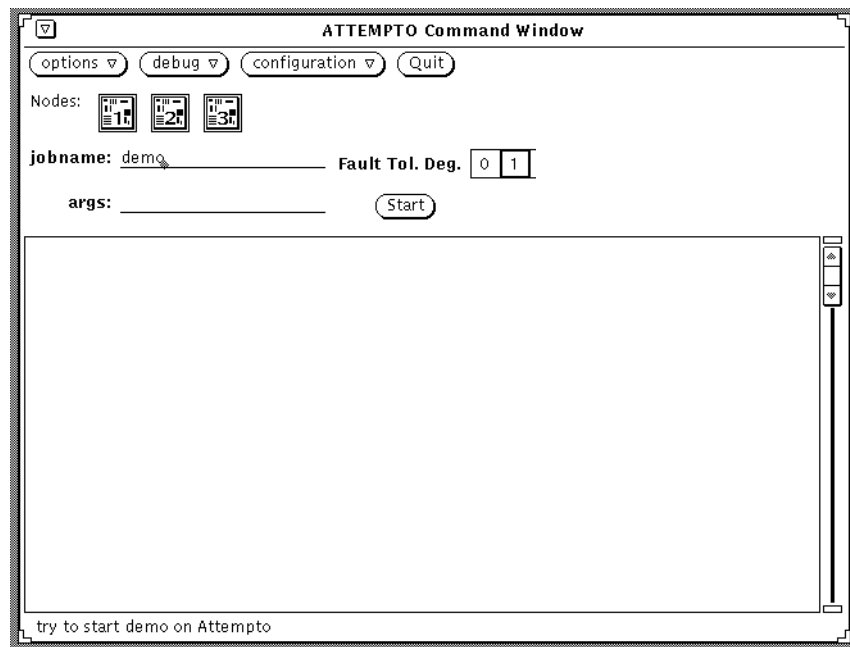 ATTEMPTO Command Window
options debug configuration Quit
Nodes: 1 2 3
jobname: demo Fault Tol. Deg. 0 1
args: Start
try to start demo on Attempto